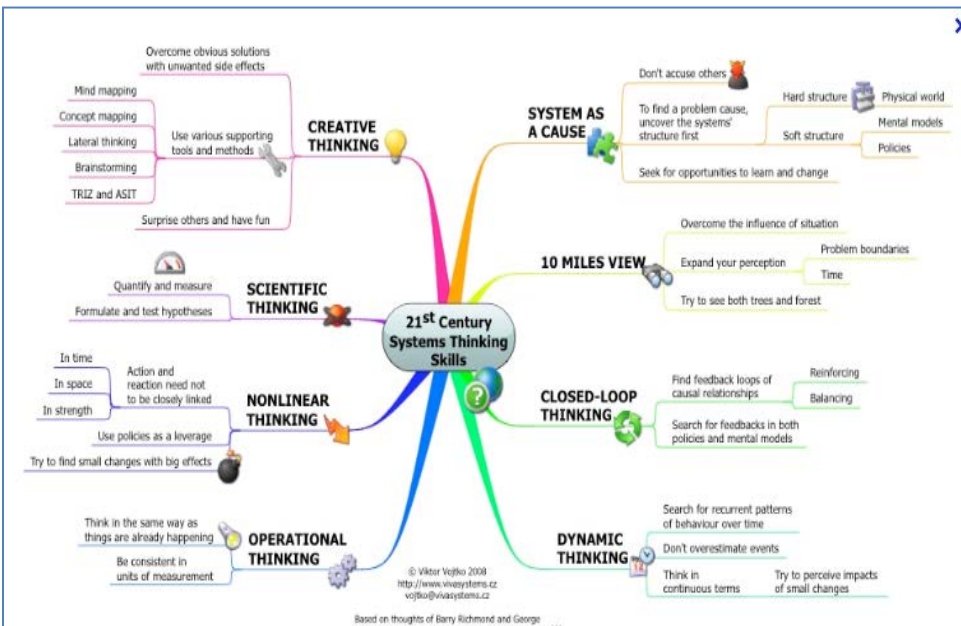 21st Century
Systems Thinking
Skills
CREATIVE
THINKING
Overcome obvious solutions
with unwanted side effects
Use various supporting
tools and methods
Mind mapping
Concept mapping
Lateral thinking
Brainstorming
TRIZ and ASIT
Surprise others and have fun
SCIENTIFIC
THINKING
Quantify and measure
Formulate and test hypotheses
NONLINEAR
THINKING
Action and
reaction need not
to be closely linked
In time
In space
In strength
Use policies as a leverage
Try to find small changes with big effects
OPERATIONAL
THINKING
Think in the same way as
things are already happening
Be consistent in
units of measurement
SYSTEM AS
A CAUSE
Don't accuse others
To find a problem cause,
uncover the systems'
structure first
Hard structure
Physical world
Soft structure
Mental models
Policies
Seek for opportunities to learn and change
10 MILES VIEW
Overcome the influence of situation
Expand your perception
Problem boundaries
Time
Try to see both trees and forest
CLOSED-LOOP
THINKING
Find feedback loops of
causal relationships
Reinforcing
Balancing
Search for feedbacks in both
policies and mental models
DYNAMIC
THINKING
12
Search for recurrent patterns
of behaviour over time
Don't overestimate events
Think in
continuous terms
Try to perceive impacts
of small changes
© Viktor Vojtko 2008
http://www.vivasystems.cz
vojtko@vivasystems.cz
Based on thoughts of Barry Richmond and George